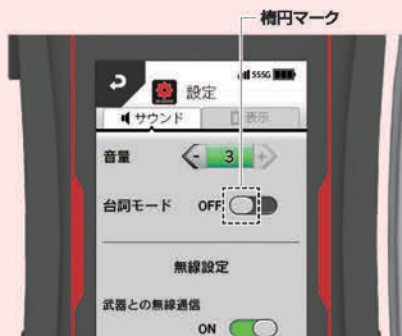 楕円マーク
555G
設定
サウンド
表示
音量
- 3 +
台詞モード OFF
無線設定
武器との無線通信
ON